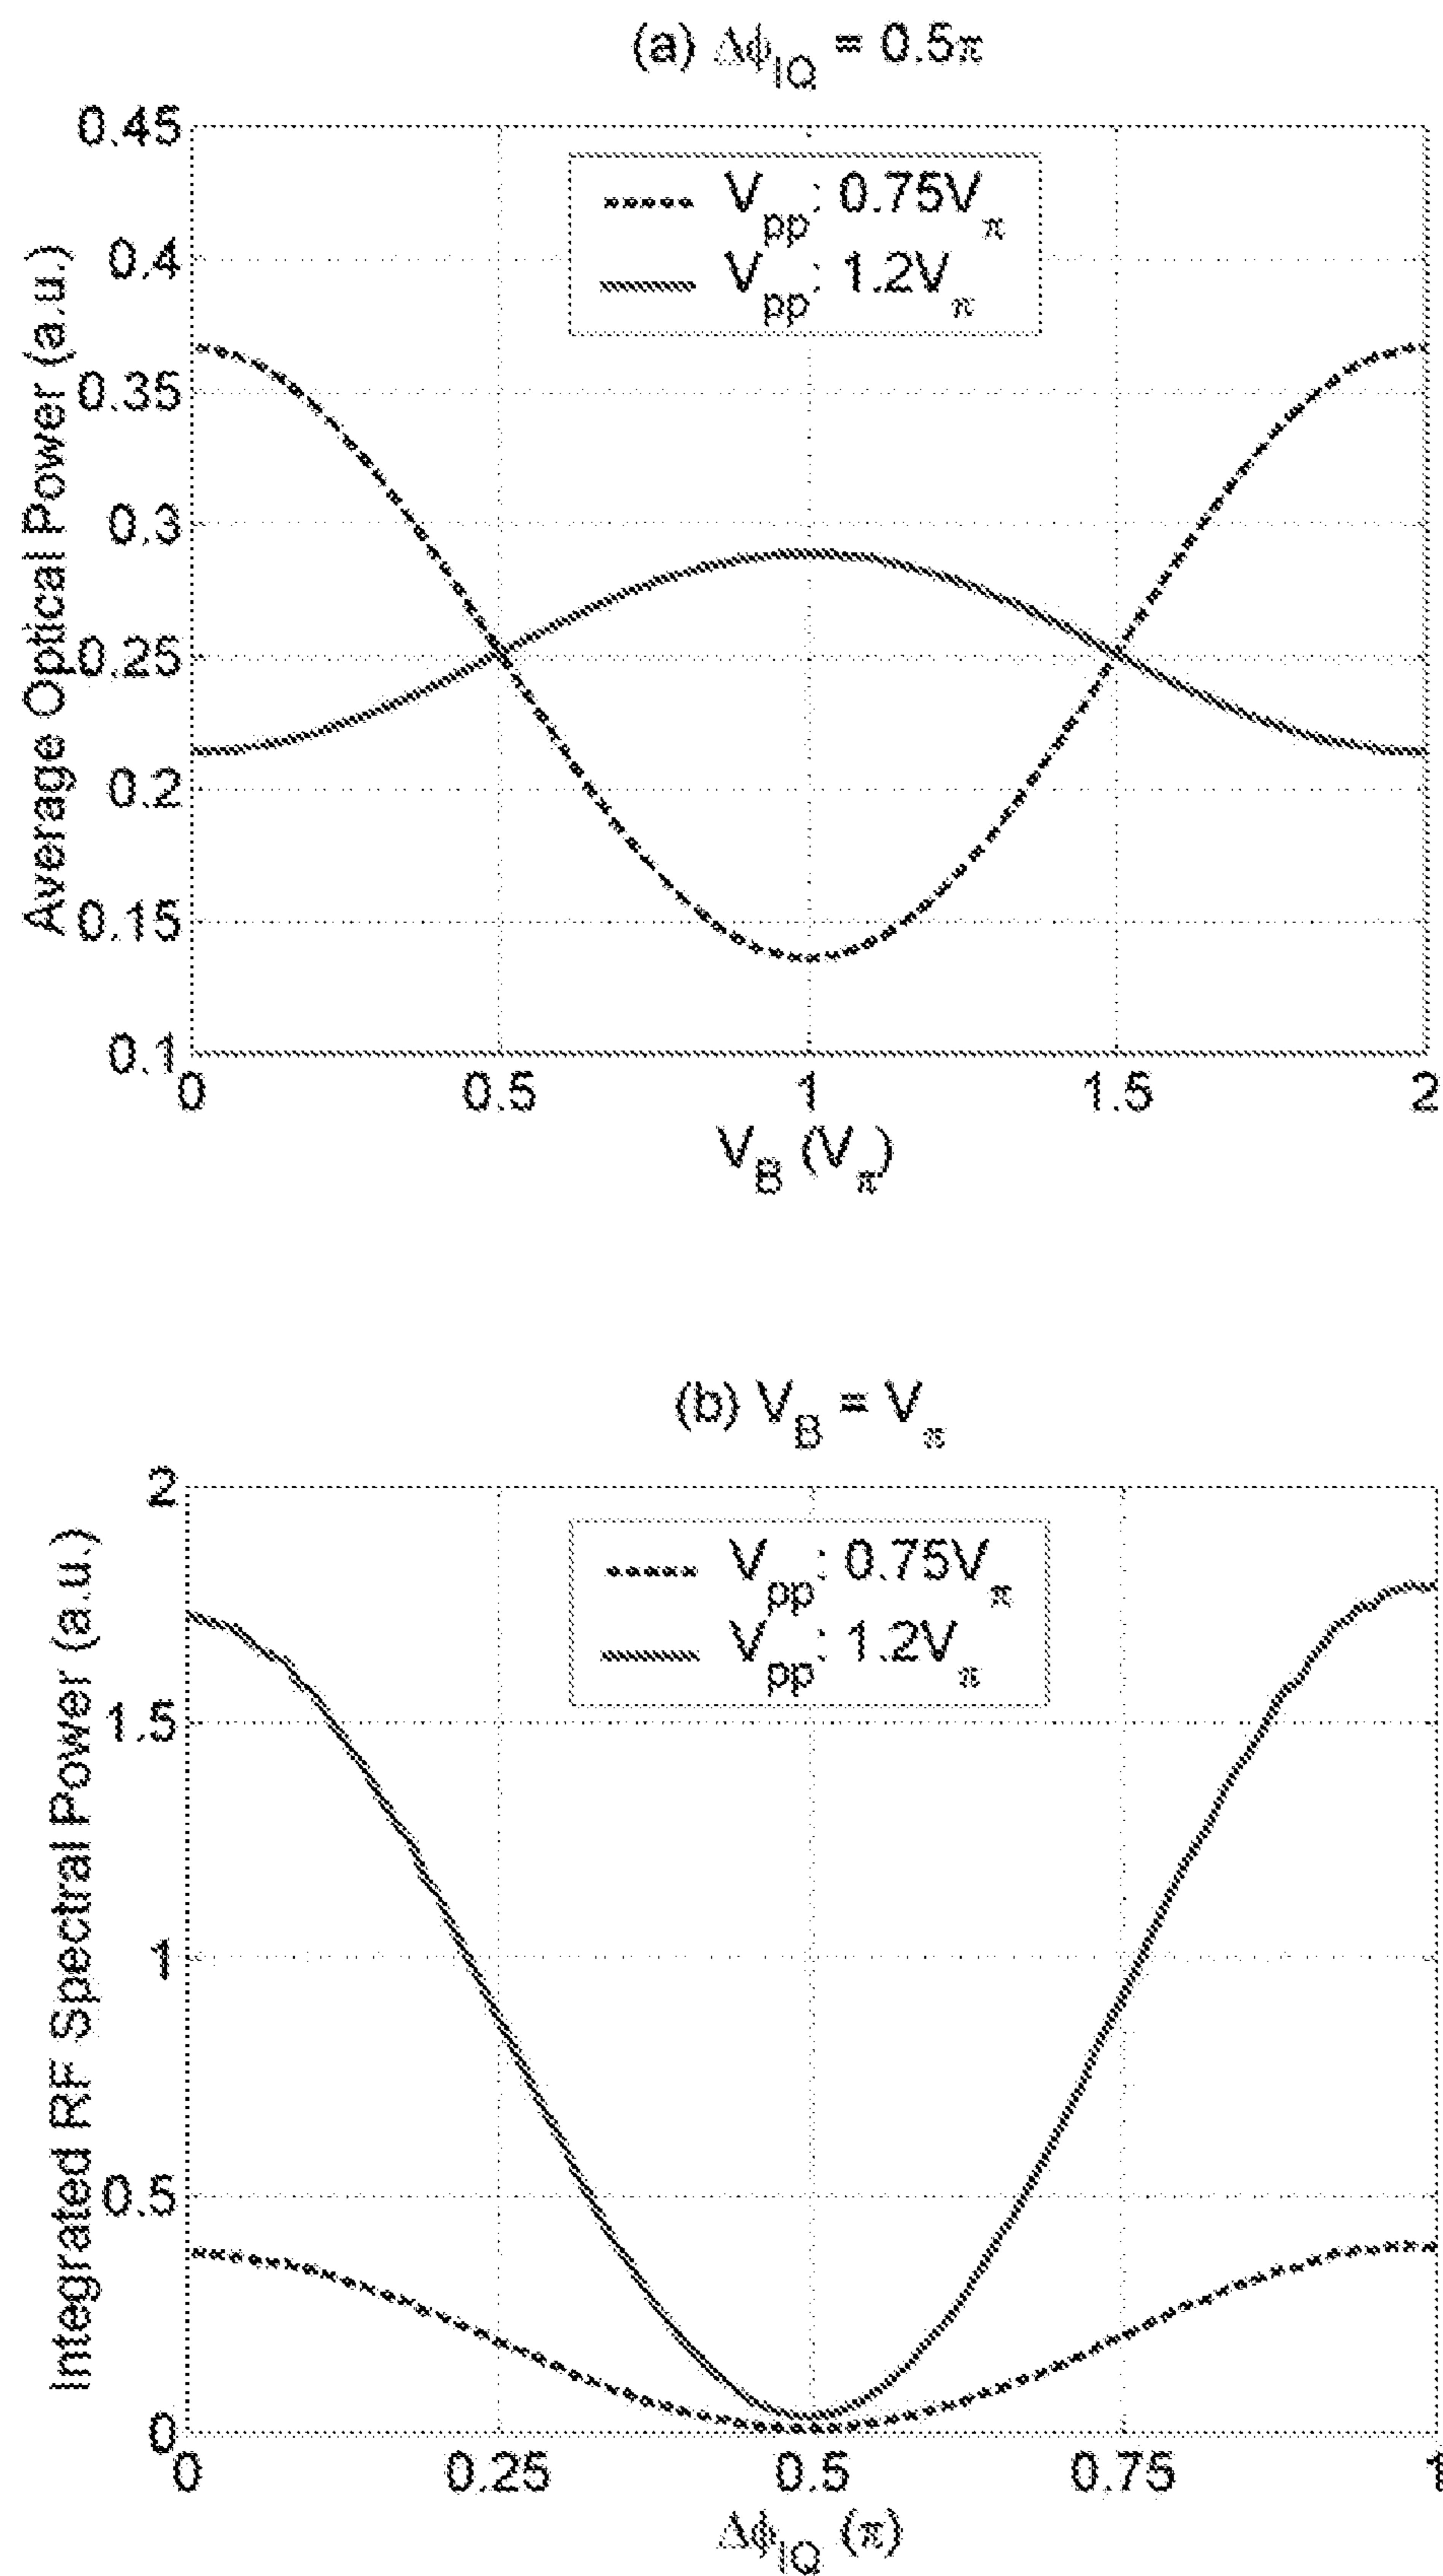 (a) Δϕ_IQ = 0.5π
0.45
0.4
0.35
0.3
0.25
0.2
0.15
0.1
Average Optical Power (a.u.)
V_pp: 0.75V_π
V_pp: 1.2V_π
0 0.5 1 1.5 2
V_B (V_π)
(b) V_B = V_π
2
1.5
1
0.5
0
Integrated RF Spectral Power (a.u.)
V_pp: 0.75V_π
V_pp: 1.2V_π
0 0.25 0.5 0.75 1
Δϕ_IQ (π)